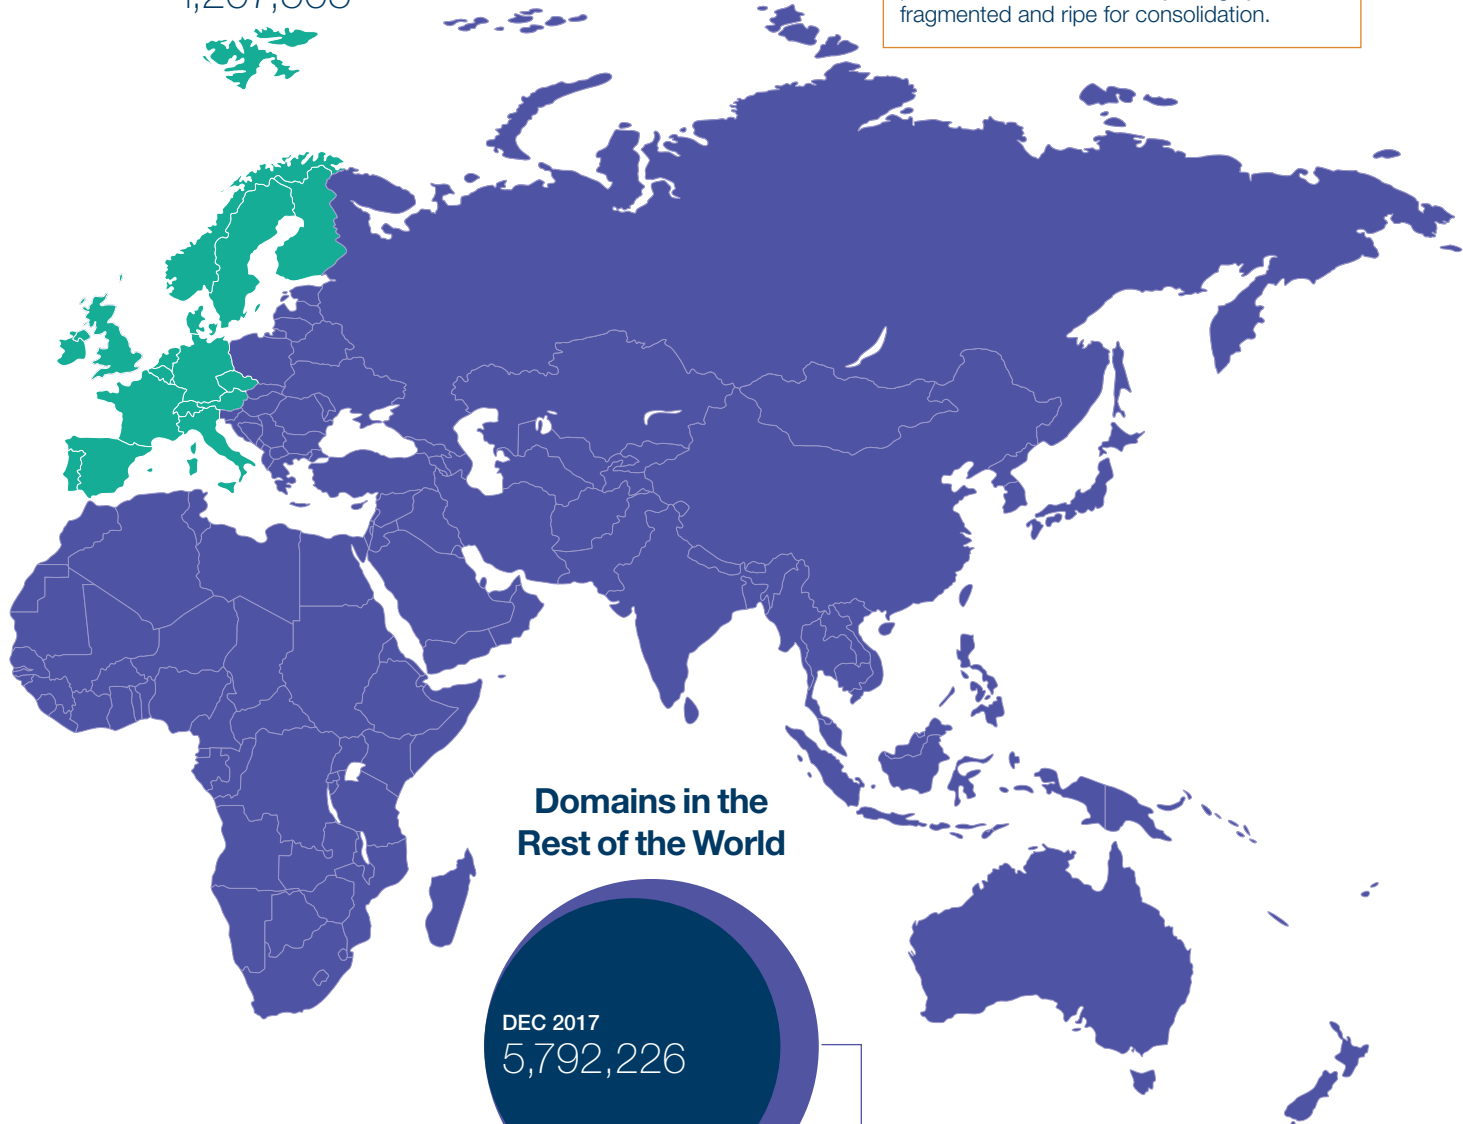 fragmented and ripe for consolidation.
Domains in the
Rest of the World
DEC 2017
5,792,226